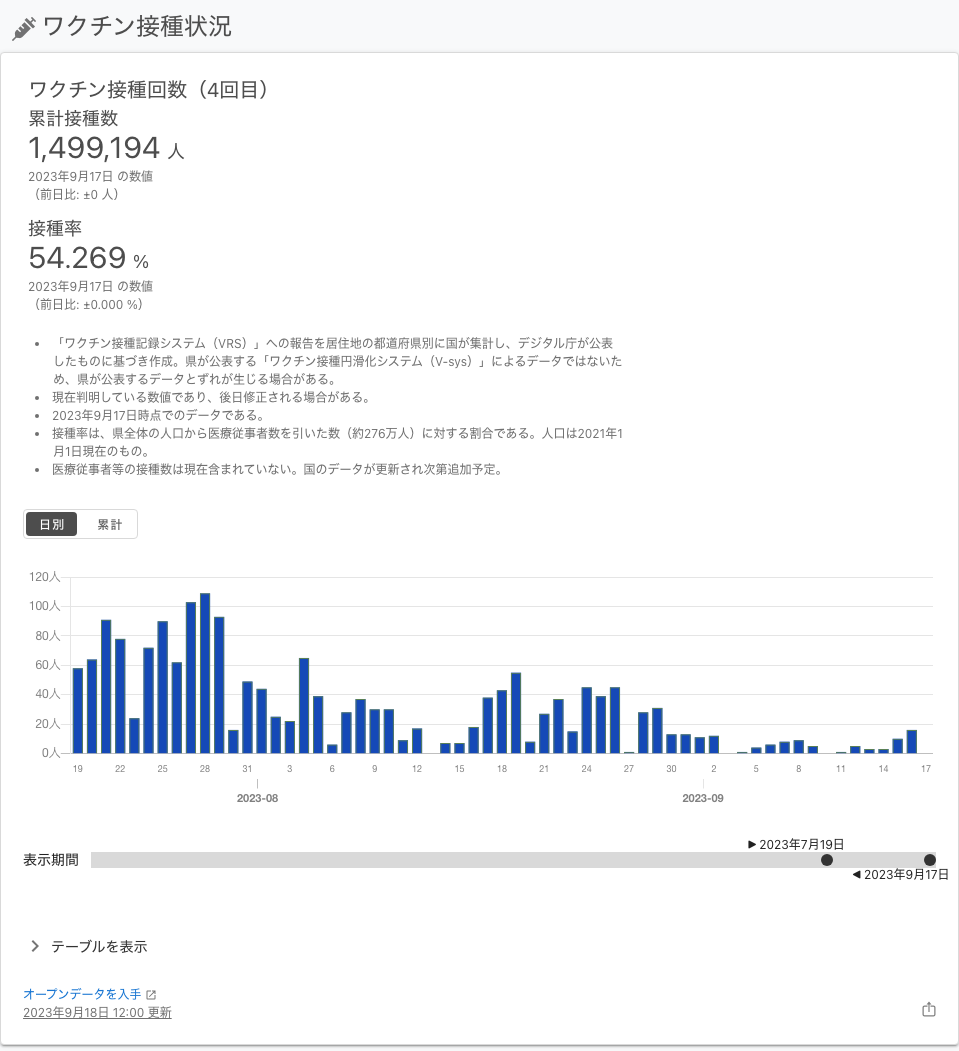 ワクチン接種状況
ワクチン接種回数（4回目）
累計接種数
1,499,194 人
2023年9月17日 の数値
（前日比: ±0 人）
接種率
54.269 %
2023年9月17日 の数値
（前日比: ±0.000 %）
• 「ワクチン接種記録システム（VRS）」への報告を居住地の都道府県別に国が集計し、デジタル庁が公表
したものに基づき作成。県が公表する「ワクチン接種円滑化システム（V-sys）」によるデータではないた
め、県が公表するデータとずれが生じる場合がある。
• 現在判明している数値であり、後日修正される場合がある。
• 2023年9月17日時点でのデータである。
• 接種率は、県全体の人口から医療従事者数を引いた数（約276万人）に対する割合である。人口は2021年1
月1日現在のもの。
• 医療従事者等の接種数は現在含まれていない。国のデータが更新され次第追加予定。
日別 累計
120人
100人
80人
60人
40人
20人
0人
19 22 25 28 31 3 6 9 12 15 18 21 24 27 30 2 5 8 11 14 17
2023-08 2023-09
2023年7月19日
表示期間
2023年9月17日
テーブルを表示
オープンデータを入手
2023年9月18日 12:00 更新